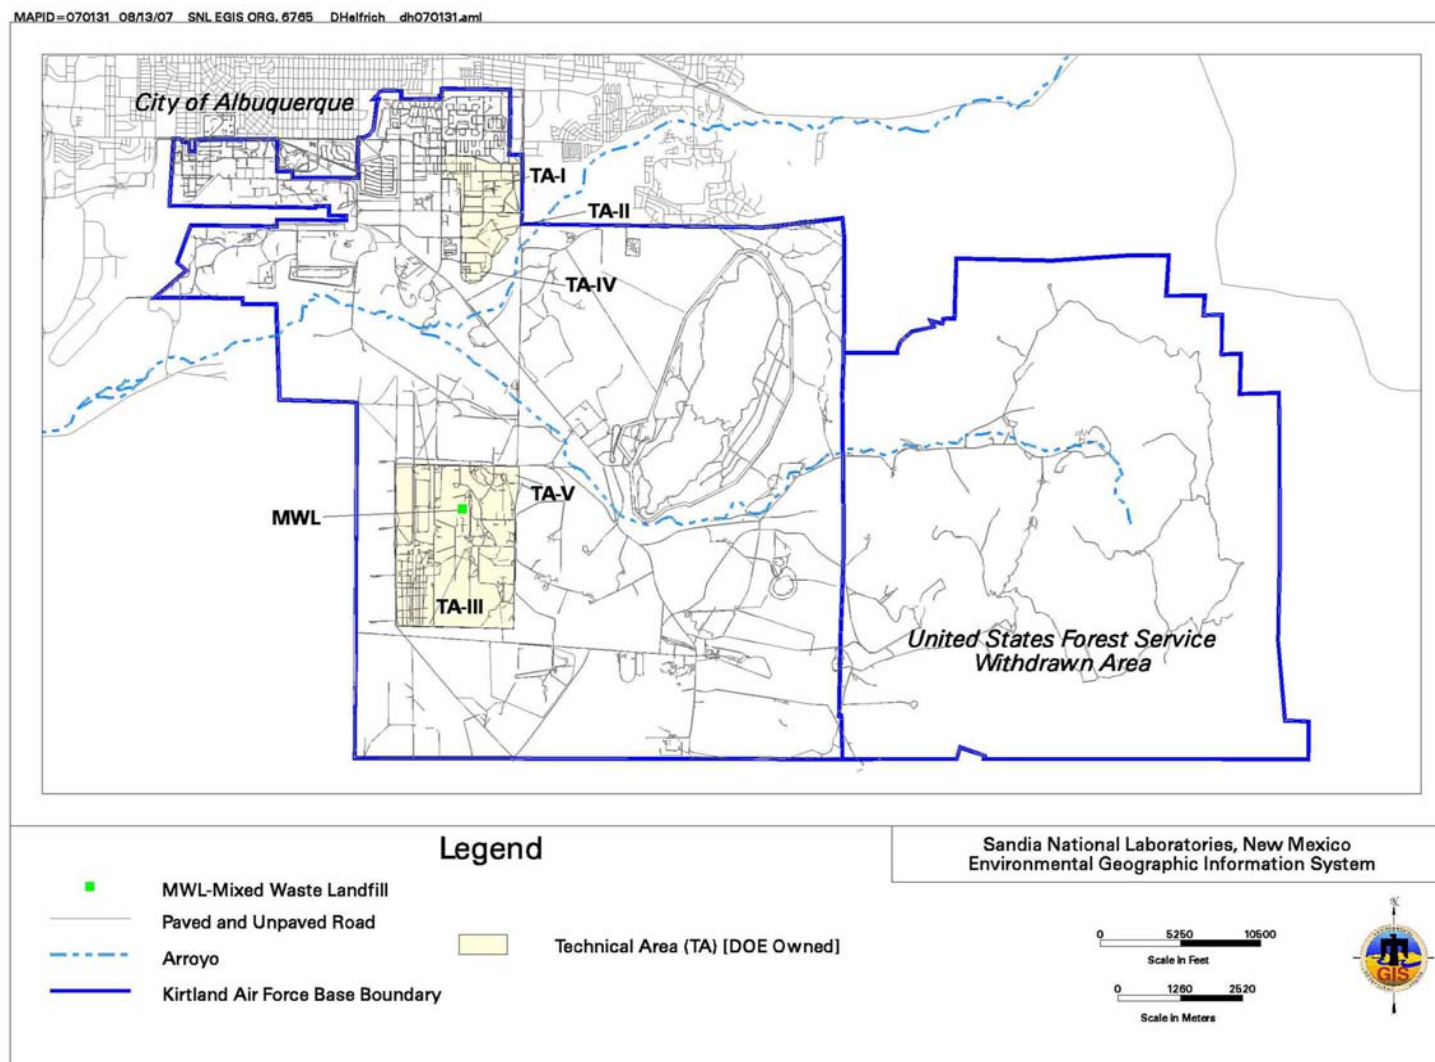 MAPID=070131 08/13/07 SNL EGIS ORG. 6765 DHelfrich dh070131.aml
City of Albuquerque
TA-I
TA-II
TA-IV
TA-V
MWL
TA-III
United States Forest Service
Withdrawn Area
Legend
MWL-Mixed Waste Landfill
Paved and Unpaved Road
Arroyo
Kirtland Air Force Base Boundary
Technical Area (TA) [DOE Owned]
Sandia National Laboratories, New Mexico
Environmental Geographic Information System
0 5250 10500
Scale in Feet
0 1260 2520
Scale in Meters
N
GIS